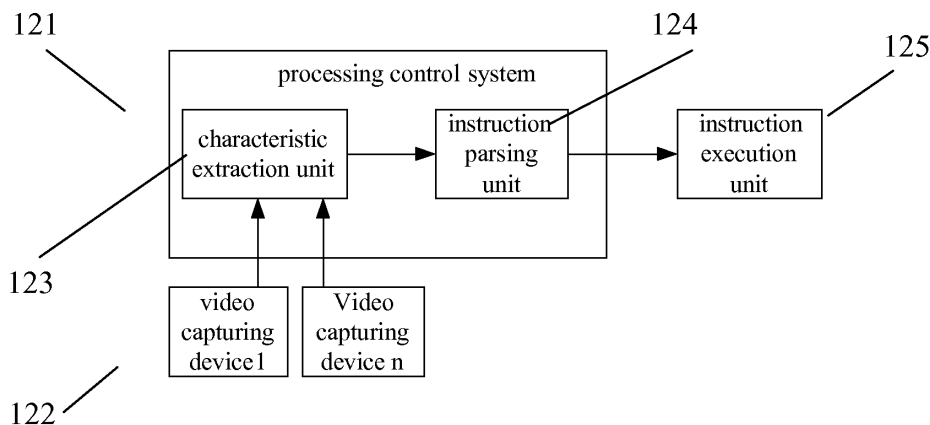 121
124
125
processing control system
characteristic
extraction unit
instruction
parsing
unit
instruction
execution
unit
123
video
capturing
device1
Video
capturing
device n
122